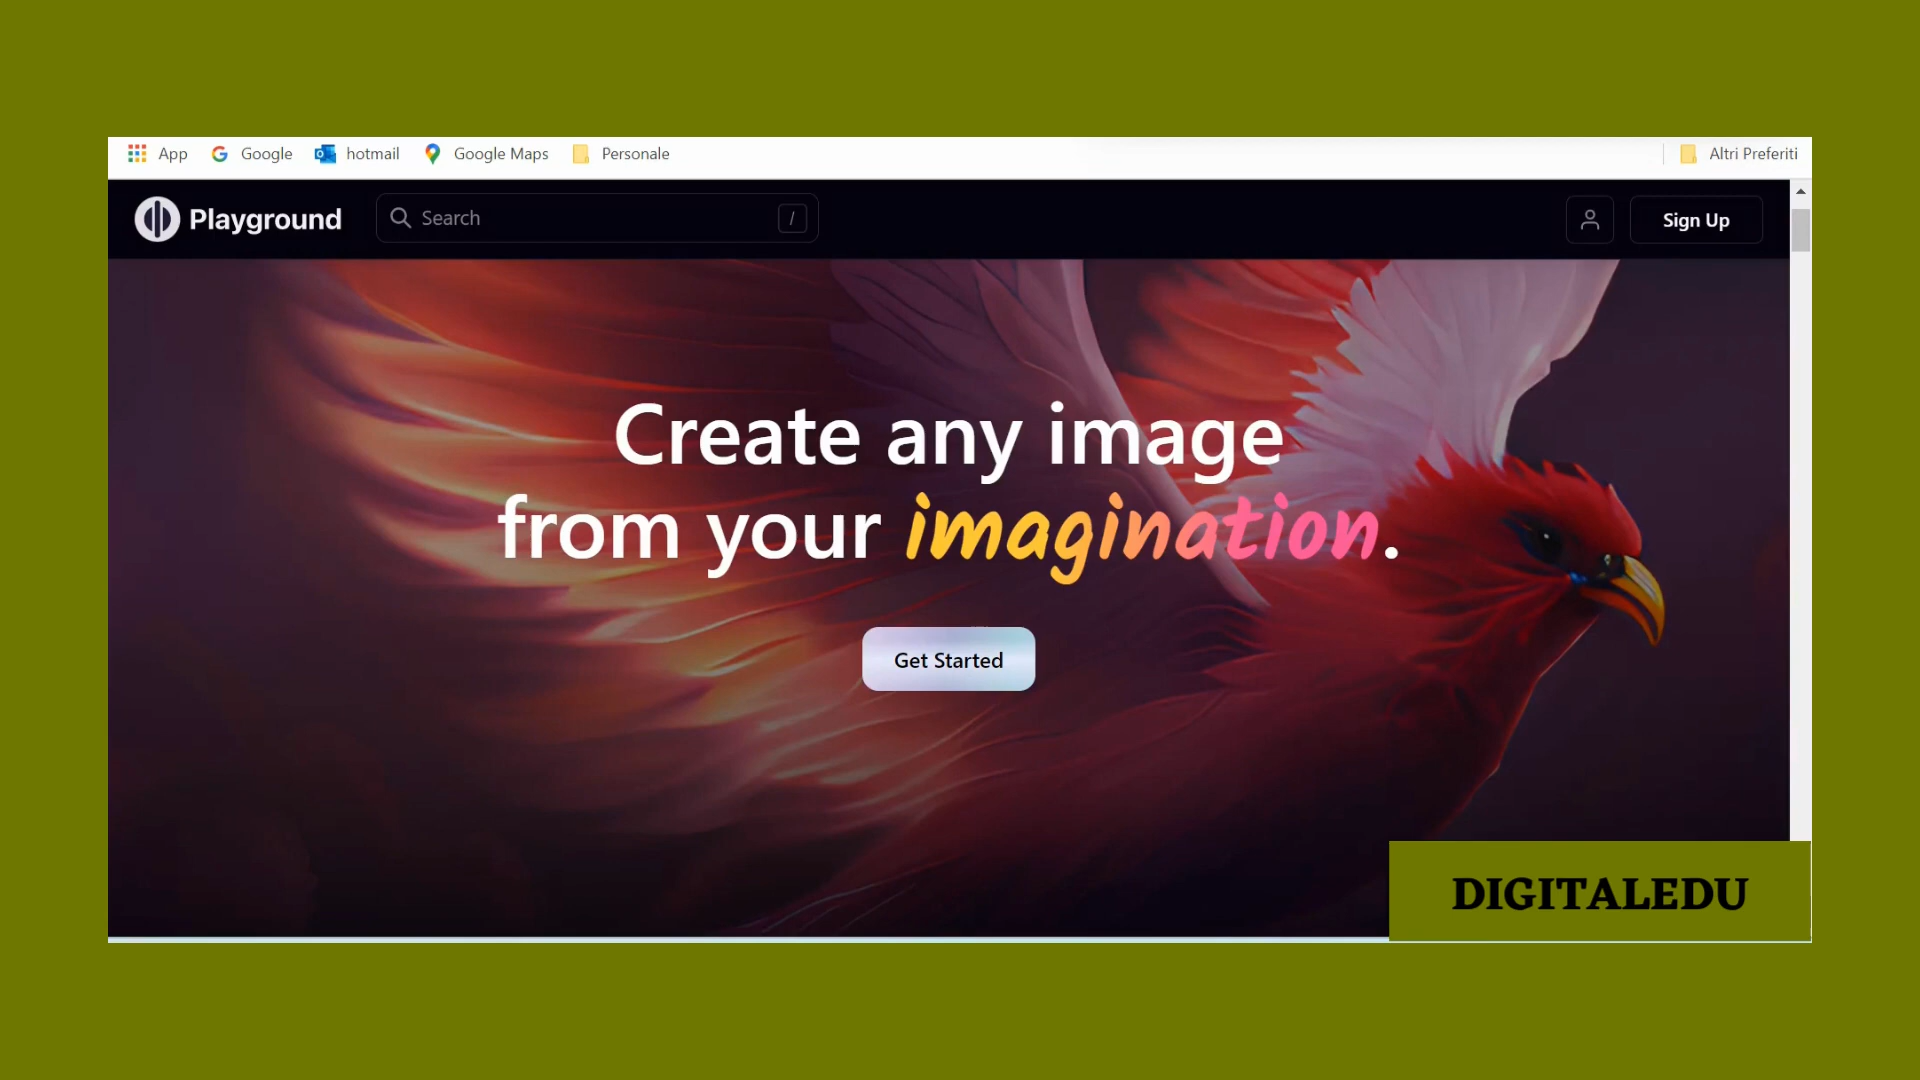 App Google hotmail Google Maps Personale Altri Preferiti
Playground Search / Sign Up
Create any image
from your imagination.
Get Started
DIGITALEDU